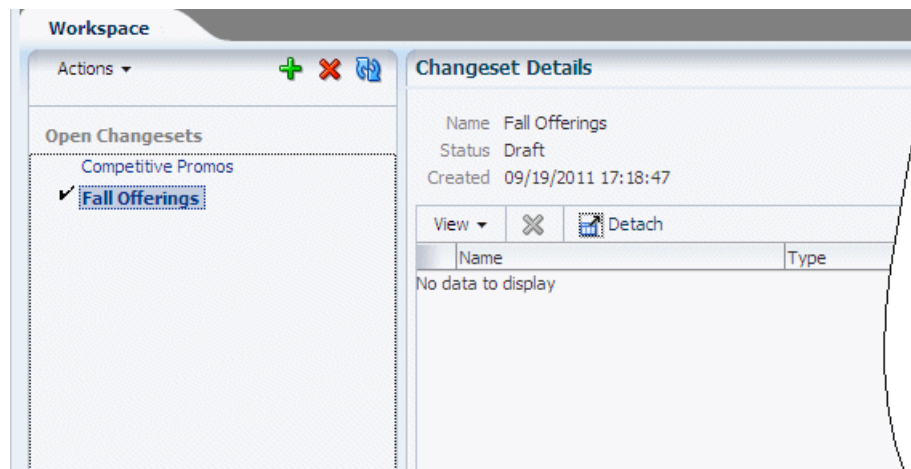 Workspace
Actions
Open Changesets
Competitive Promos
Fall Offerings
Changeset Details
Name Fall Offerings
Status Draft
Created 09/19/2011 17:18:47
View Detach
Name Type
No data to display